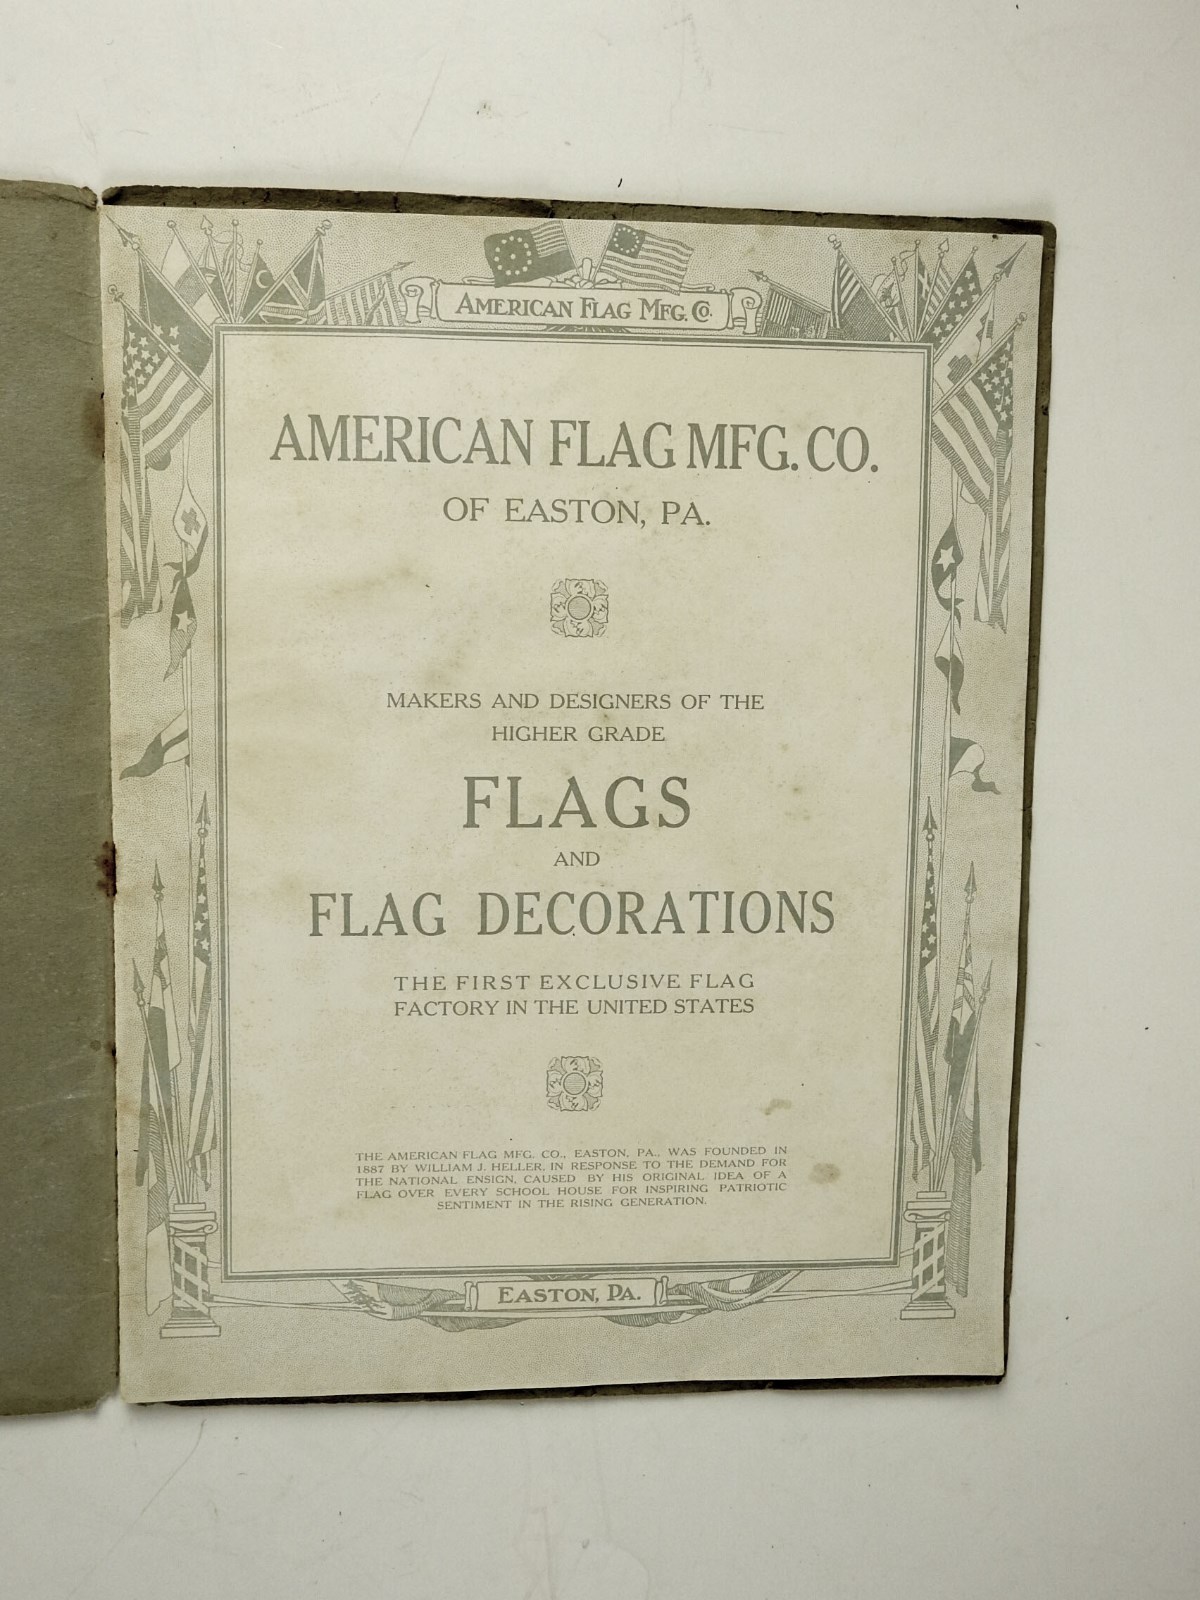 AMERICAN FLAG MFG. CO.
AMERICAN FLAG MFG. CO.
OF EASTON, PA.
MAKERS AND DESIGNERS OF THE
HIGHER GRADE
FLAGS
AND
FLAG DECORATIONS
THE FIRST EXCLUSIVE FLAG
FACTORY IN THE UNITED STATES
THE AMERICAN FLAG MFG. CO., EASTON, PA., WAS FOUNDED IN
1887 BY WILLIAM J. HELLER, IN RESPONSE TO THE DEMAND FOR
THE NATIONAL ENSIGN, CAUSED BY HIS ORIGINAL IDEA OF A
FLAG OVER EVERY SCHOOL HOUSE FOR INSPIRING PATRIOTIC
SENTIMENT IN THE RISING GENERATION.
EASTON, PA.